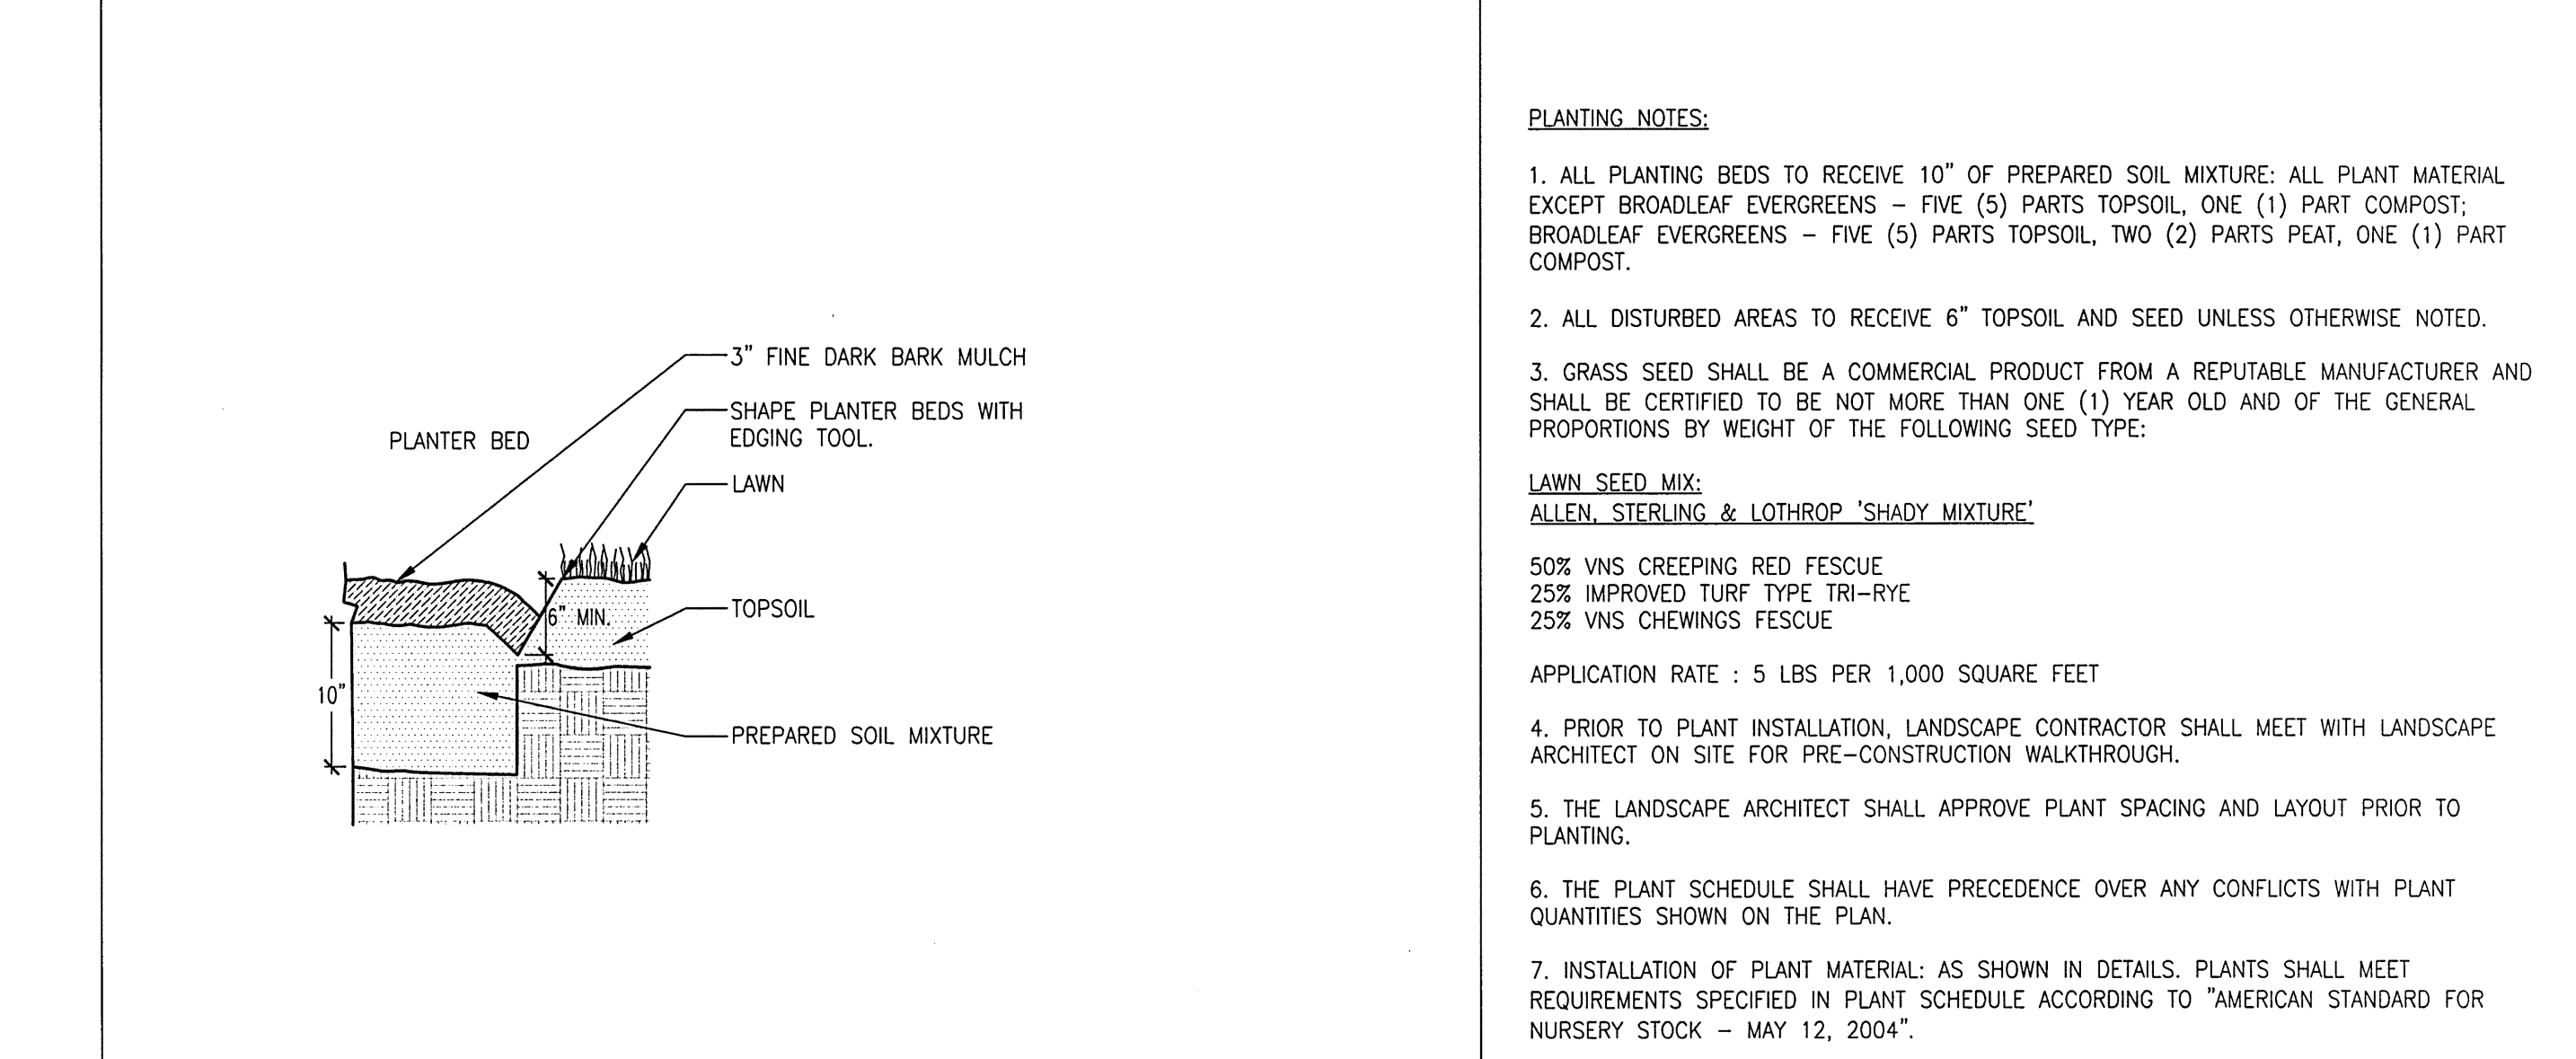 3" FINE DARK BARK MULCH
SHAPE PLANTER BEDS WITH
EDGING TOOL.
PLANTER BED
LAWN
6" MIN.
TOPSOIL
10"
PREPARED SOIL MIXTURE
PLANTING NOTES:
1. ALL PLANTING BEDS TO RECEIVE 10" OF PREPARED SOIL MIXTURE: ALL PLANT MATERIAL
EXCEPT BROADLEAF EVERGREENS – FIVE (5) PARTS TOPSOIL, ONE (1) PART COMPOST;
BROADLEAF EVERGREENS – FIVE (5) PARTS TOPSOIL, TWO (2) PARTS PEAT, ONE (1) PART
COMPOST.
2. ALL DISTURBED AREAS TO RECEIVE 6" TOPSOIL AND SEED UNLESS OTHERWISE NOTED.
3. GRASS SEED SHALL BE A COMMERCIAL PRODUCT FROM A REPUTABLE MANUFACTURER AND
SHALL BE CERTIFIED TO BE NOT MORE THAN ONE (1) YEAR OLD AND OF THE GENERAL
PROPORTIONS BY WEIGHT OF THE FOLLOWING SEED TYPE:
LAWN SEED MIX:
ALLEN, STERLING & LOTHROP 'SHADY MIXTURE'
50% VNS CREEPING RED FESCUE
25% IMPROVED TURF TYPE TRI–RYE
25% VNS CHEWINGS FESCUE
APPLICATION RATE : 5 LBS PER 1,000 SQUARE FEET
4. PRIOR TO PLANT INSTALLATION, LANDSCAPE CONTRACTOR SHALL MEET WITH LANDSCAPE
ARCHITECT ON SITE FOR PRE–CONSTRUCTION WALKTHROUGH.
5. THE LANDSCAPE ARCHITECT SHALL APPROVE PLANT SPACING AND LAYOUT PRIOR TO
PLANTING.
6. THE PLANT SCHEDULE SHALL HAVE PRECEDENCE OVER ANY CONFLICTS WITH PLANT
QUANTITIES SHOWN ON THE PLAN.
7. INSTALLATION OF PLANT MATERIAL: AS SHOWN IN DETAILS. PLANTS SHALL MEET
REQUIREMENTS SPECIFIED IN PLANT SCHEDULE ACCORDING TO "AMERICAN STANDARD FOR
NURSERY STOCK – MAY 12, 2004".